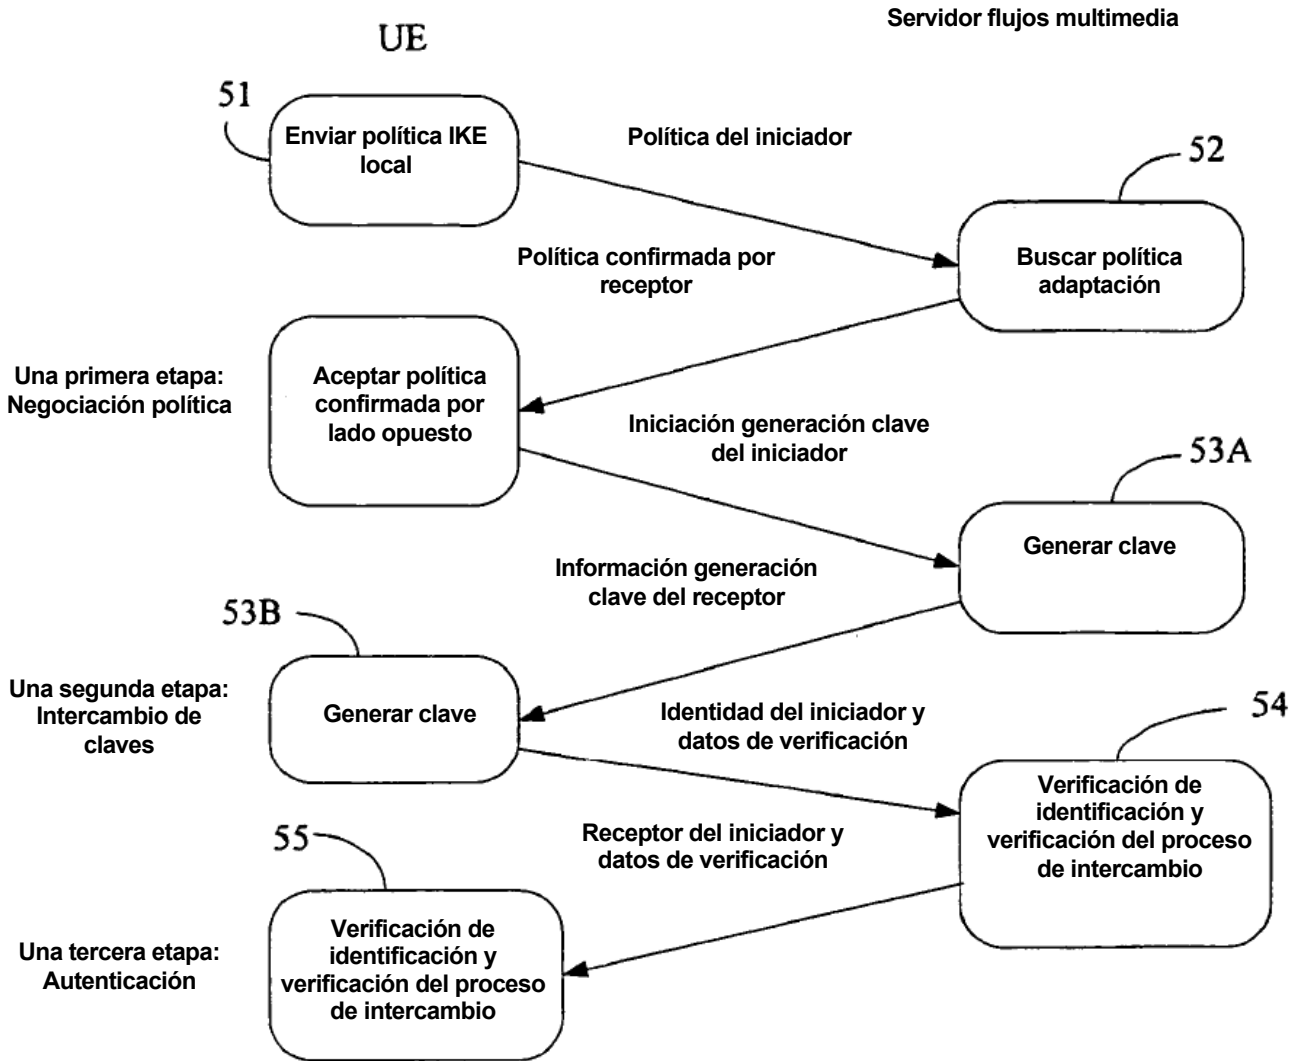 Servidor flujos multimedia
UE
51
Enviar política IKE
local
Política del iniciador
52
Política confirmada por
receptor
Buscar política
adaptación
Una primera etapa:
Negociación política
Aceptar política
confirmada por
lado opuesto
Iniciación generación clave
del iniciador
53A
Generar clave
Información generación
clave del receptor
53B
Una segunda etapa:
Intercambio de
claves
Generar clave
Identidad del iniciador y
datos de verificación
54
Verificación de
identificación y
verificación del proceso
de intercambio
Receptor del iniciador y
datos de verificación
55
Una tercera etapa:
Autenticación
Verificación de
identificación y
verificación del proceso
de intercambio